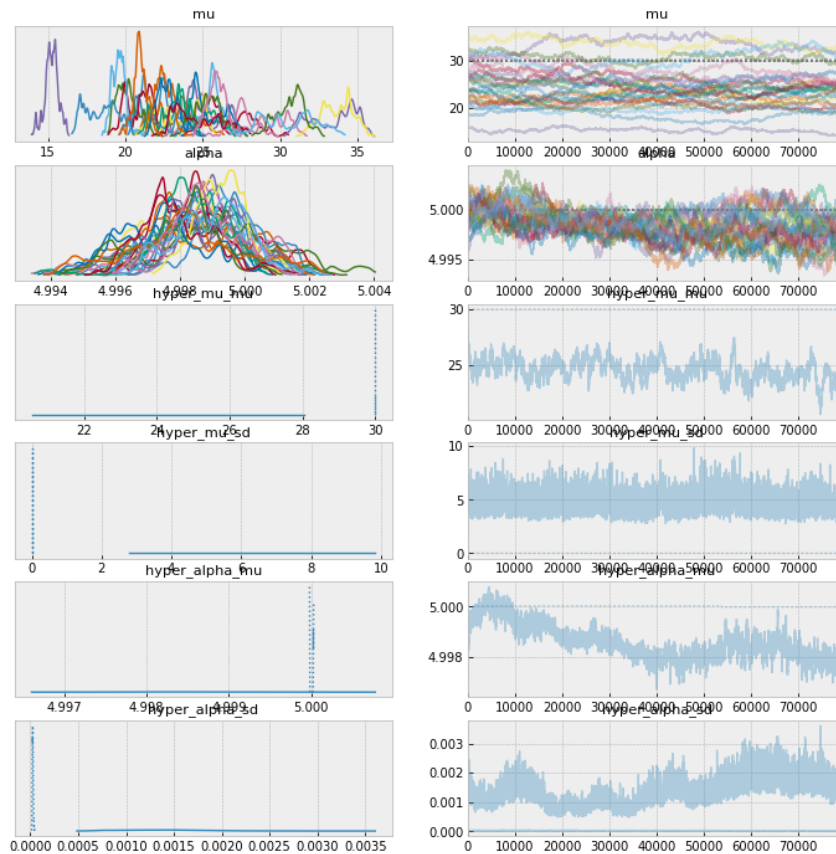 mu mu
30
20
15 20 25 30 35 0 10000 20000 30000 40000 50000 60000 70000
alpha alpha
5.000
4.995
4.994 4.996 4.998 5.000 5.002 5.004 0 10000 20000 30000 40000 50000 60000 70000
hyper_mu_mu hyper_mu_mu
30
25
22 24 26 28 30 0 10000 20000 30000 40000 50000 60000 70000
hyper_mu_sd hyper_mu_sd
10
5
0
0 2 4 6 8 10 0 10000 20000 30000 40000 50000 60000 70000
hyper_alpha_mu hyper_alpha_mu
5.000
4.998
4.997 4.998 4.999 5.000 0 10000 20000 30000 40000 50000 60000 70000
hyper_alpha_sd hyper_alpha_sd
0.003
0.002
0.001
0.000
0.0000 0.0005 0.0010 0.0015 0.0020 0.0025 0.0030 0.0035 0 10000 20000 30000 40000 50000 60000 70000